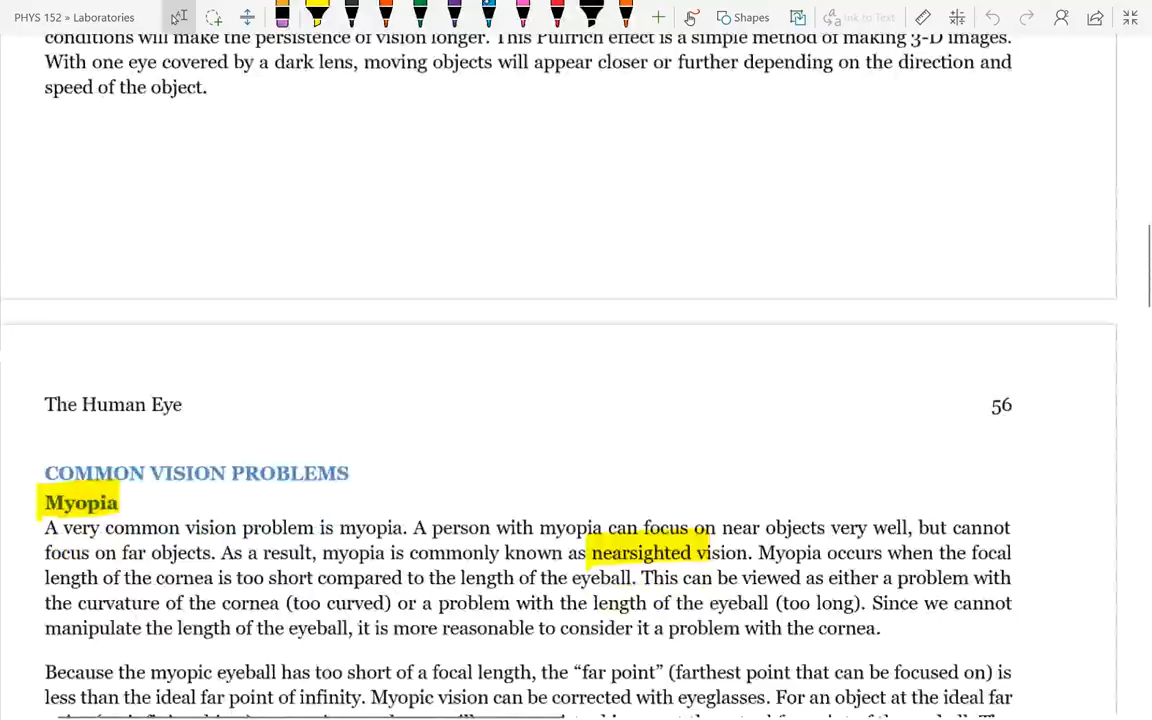 PHYS 152 » Laboratories
Shapes
Ink to Text
conditions will make the persistence of vision longer. This Pulfrich effect is a simple method of making 3-D images.
With one eye covered by a dark lens, moving objects will appear closer or further depending on the direction and
speed of the object.
The Human Eye 56
COMMON VISION PROBLEMS
Myopia
A very common vision problem is myopia. A person with myopia can focus on near objects very well, but cannot
focus on far objects. As a result, myopia is commonly known as nearsighted vision. Myopia occurs when the focal
length of the cornea is too short compared to the length of the eyeball. This can be viewed as either a problem with
the curvature of the cornea (too curved) or a problem with the length of the eyeball (too long). Since we cannot
manipulate the length of the eyeball, it is more reasonable to consider it a problem with the cornea.
Because the myopic eyeball has too short of a focal length, the “far point” (farthest point that can be focused on) is
less than the ideal far point of infinity. Myopic vision can be corrected with eyeglasses. For an object at the ideal far